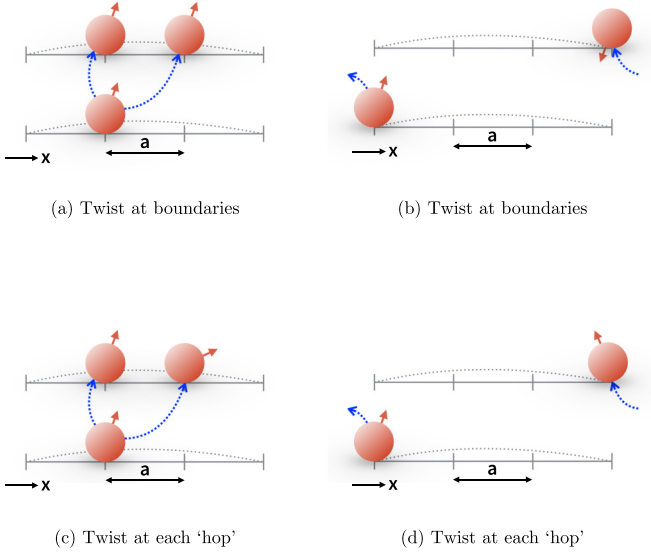 a
x
a
x
(a) Twist at boundaries
(b) Twist at boundaries
a
x
a
x
(c) Twist at each ‘hop’
(d) Twist at each ‘hop’